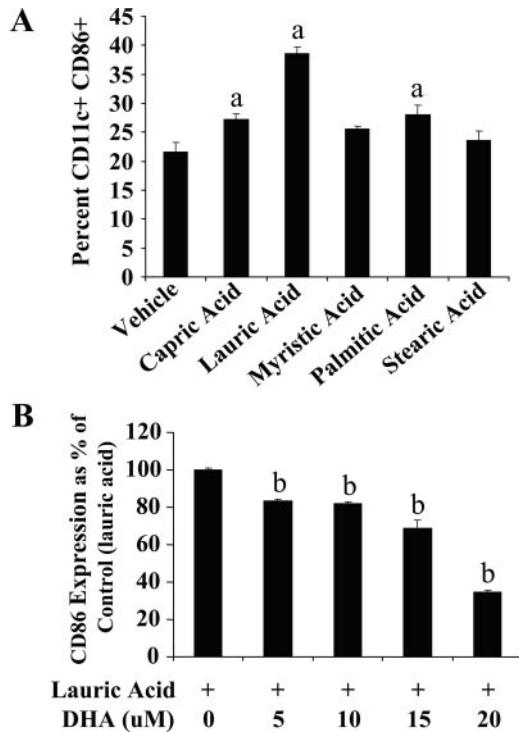 A
Percent CD11c+ CD86+
45
40
35
30
25
20
15
10
5
0
a
a
a
Vehicle
Capric Acid
Lauric Acid
Myristic Acid
Palmitic Acid
Stearic Acid
B
CD86 Expression as % of
Control (lauric acid)
120
100
80
60
40
20
0
b
b
b
b
Lauric Acid + + + + +
DHA (uM) 0 5 10 15 20